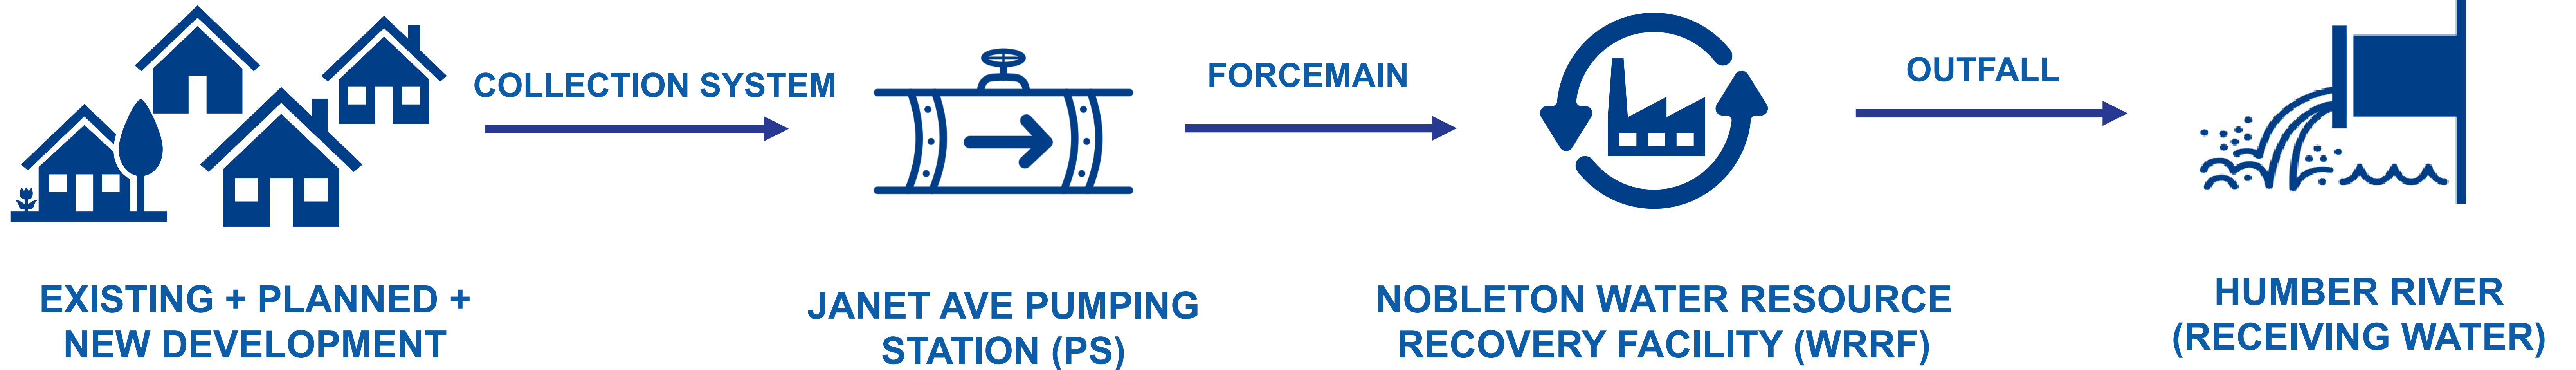 COLLECTION SYSTEM
FORCEMAIN
OUTFALL
EXISTING + PLANNED +
NEW DEVELOPMENT
JANET AVE PUMPING
STATION (PS)
NOBLETON WATER RESOURCE
RECOVERY FACILITY (WRRF)
HUMBER RIVER
(RECEIVING WATER)